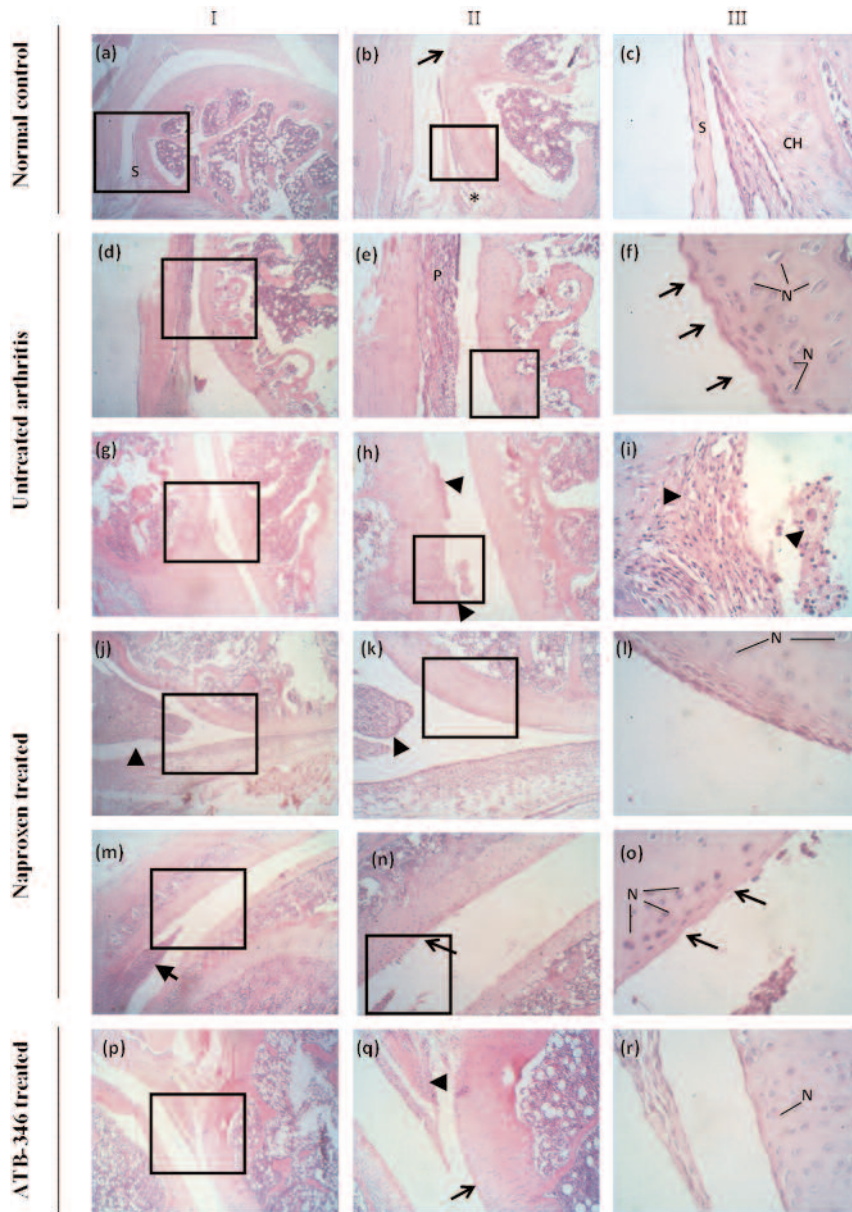 I II III
Normal control
(a) (b) (c)
S * S CH
Untreated arthritis
(d) (e) (f)
P N N
(g) (h) (i)
Naproxen treated
(j) (k) (l)
N
(m) (n) (o)
N
ATB-346 treated
(p) (q) (r)
N